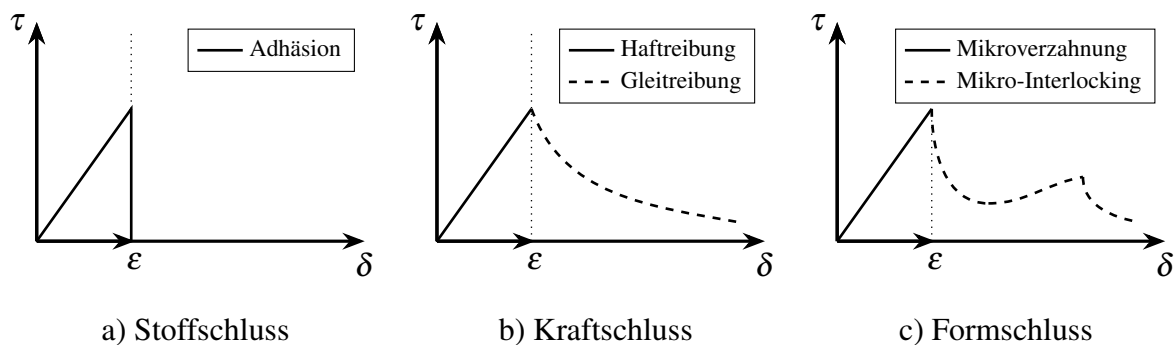 τ
Adhäsion
ε
δ
a) Stoffschluss
τ
Haftreibung
Gleitreibung
ε
δ
b) Kraftschluss
τ
Mikroverzahnung
Mikro-Interlocking
ε
δ
c) Formschluss